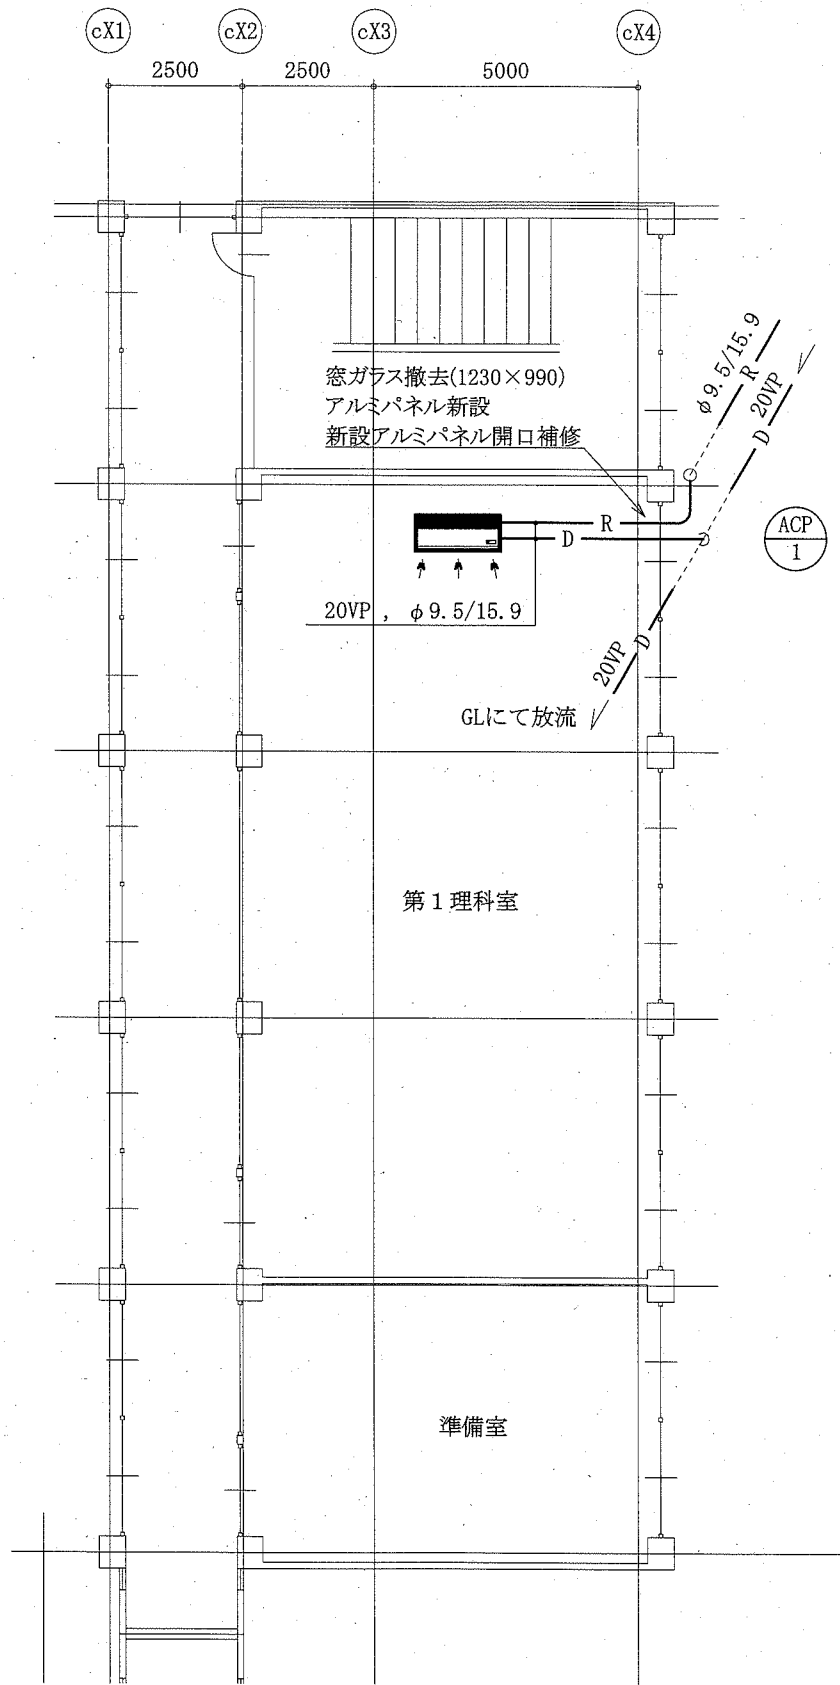 cX1
cX2
cX3
cX4
2500
2500
5000
φ9.5/15.9
R
20VP
D
窓ガラス撤去(1230×990)
アルミパネル新設
新設アルミパネル開口補修
R
D
ACP
1
20VP , φ9.5/15.9
20VP
D
GLにて放流
第1理科室
準備室